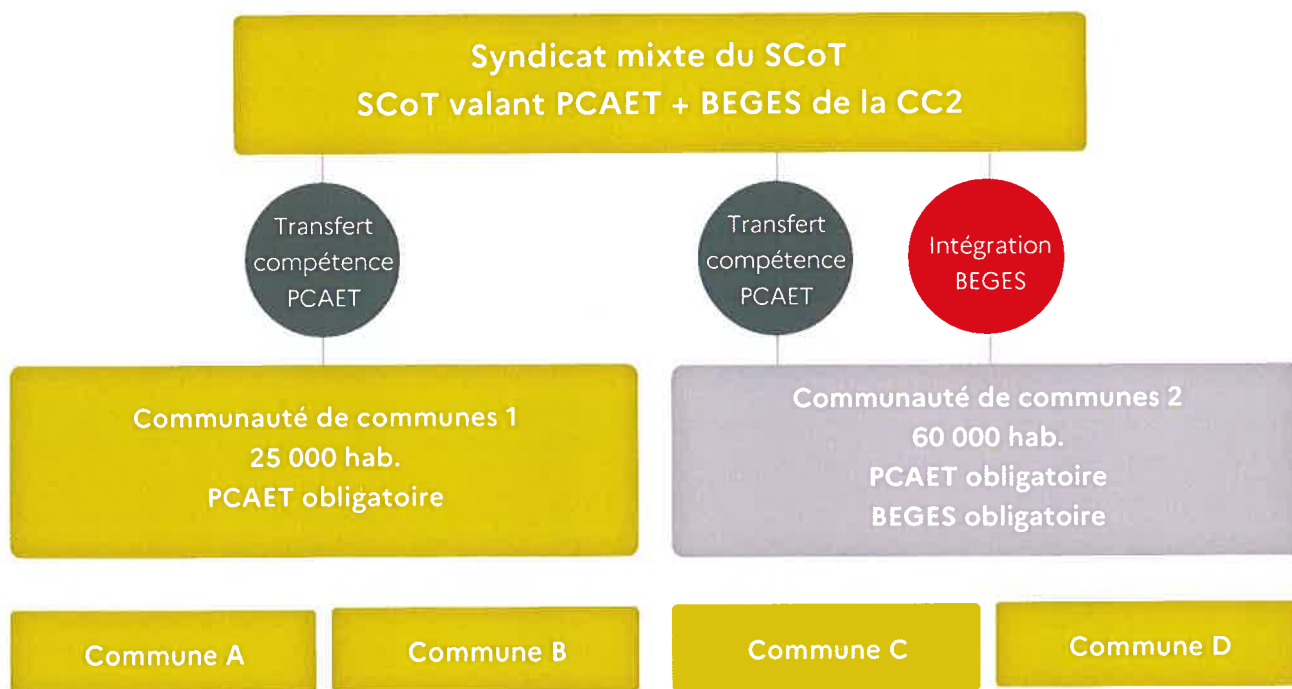 Syndicat mixte du SCoT
SCoT valant PCAET + BEGES de la CC2
Transfert
compétence
PCAET
Transfert
compétence
PCAET
Intégration
BEGES
Communauté de communes 1
25 000 hab.
PCAET obligatoire
Communauté de communes 2
60 000 hab.
PCAET obligatoire
BEGES obligatoire
Commune A
Commune B
Commune C
Commune D